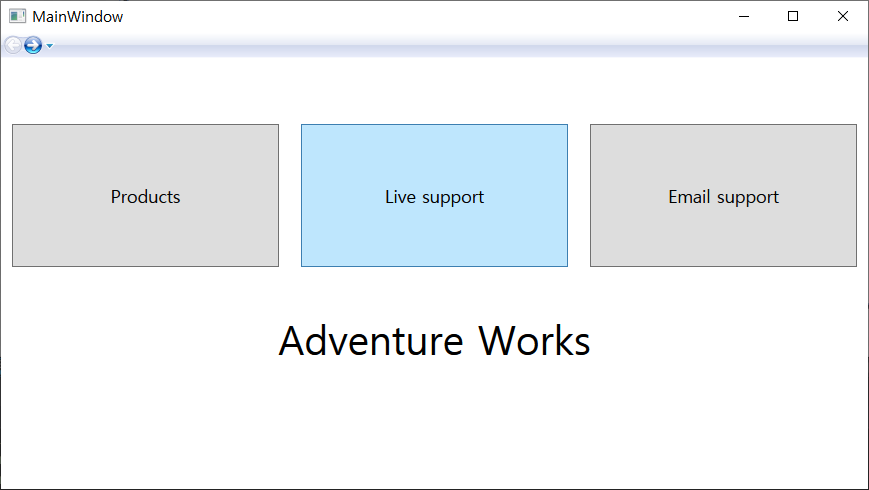 MainWindow
Products
Live support
Email support
Adventure Works